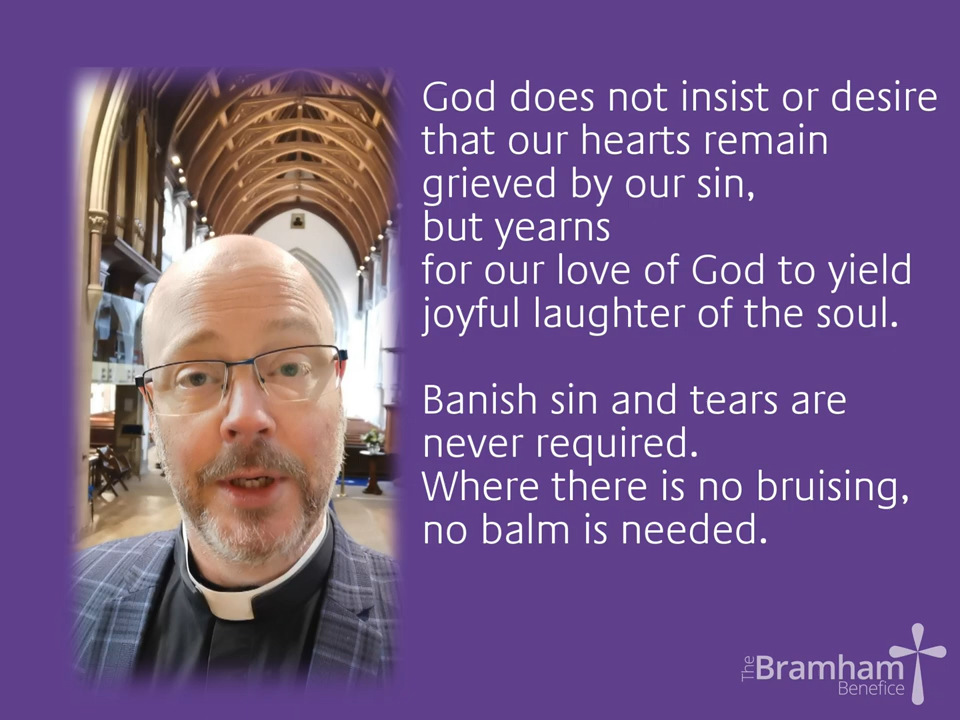 God does not insist or desire
that our hearts remain
grieved by our sin,
but yearns
for our love of God to yield
joyful laughter of the soul.
Banish sin and tears are
never required.
Where there is no bruising,
no balm is needed.
The
Bramham
Benefice